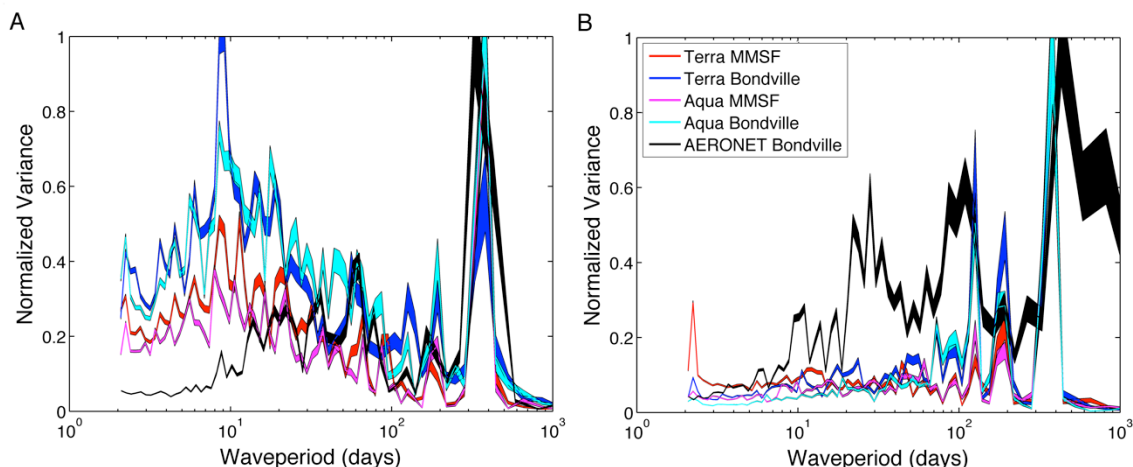 A
B
Normalized Variance
1
0.8
0.6
0.4
0.2
0
10^0
10^1
10^2
10^3
Waveperiod (days)
Normalized Variance
1
0.8
0.6
0.4
0.2
0
10^0
10^1
10^2
10^3
Waveperiod (days)
Terra MMSF
Terra Bondville
Aqua MMSF
Aqua Bondville
AERONET Bondville